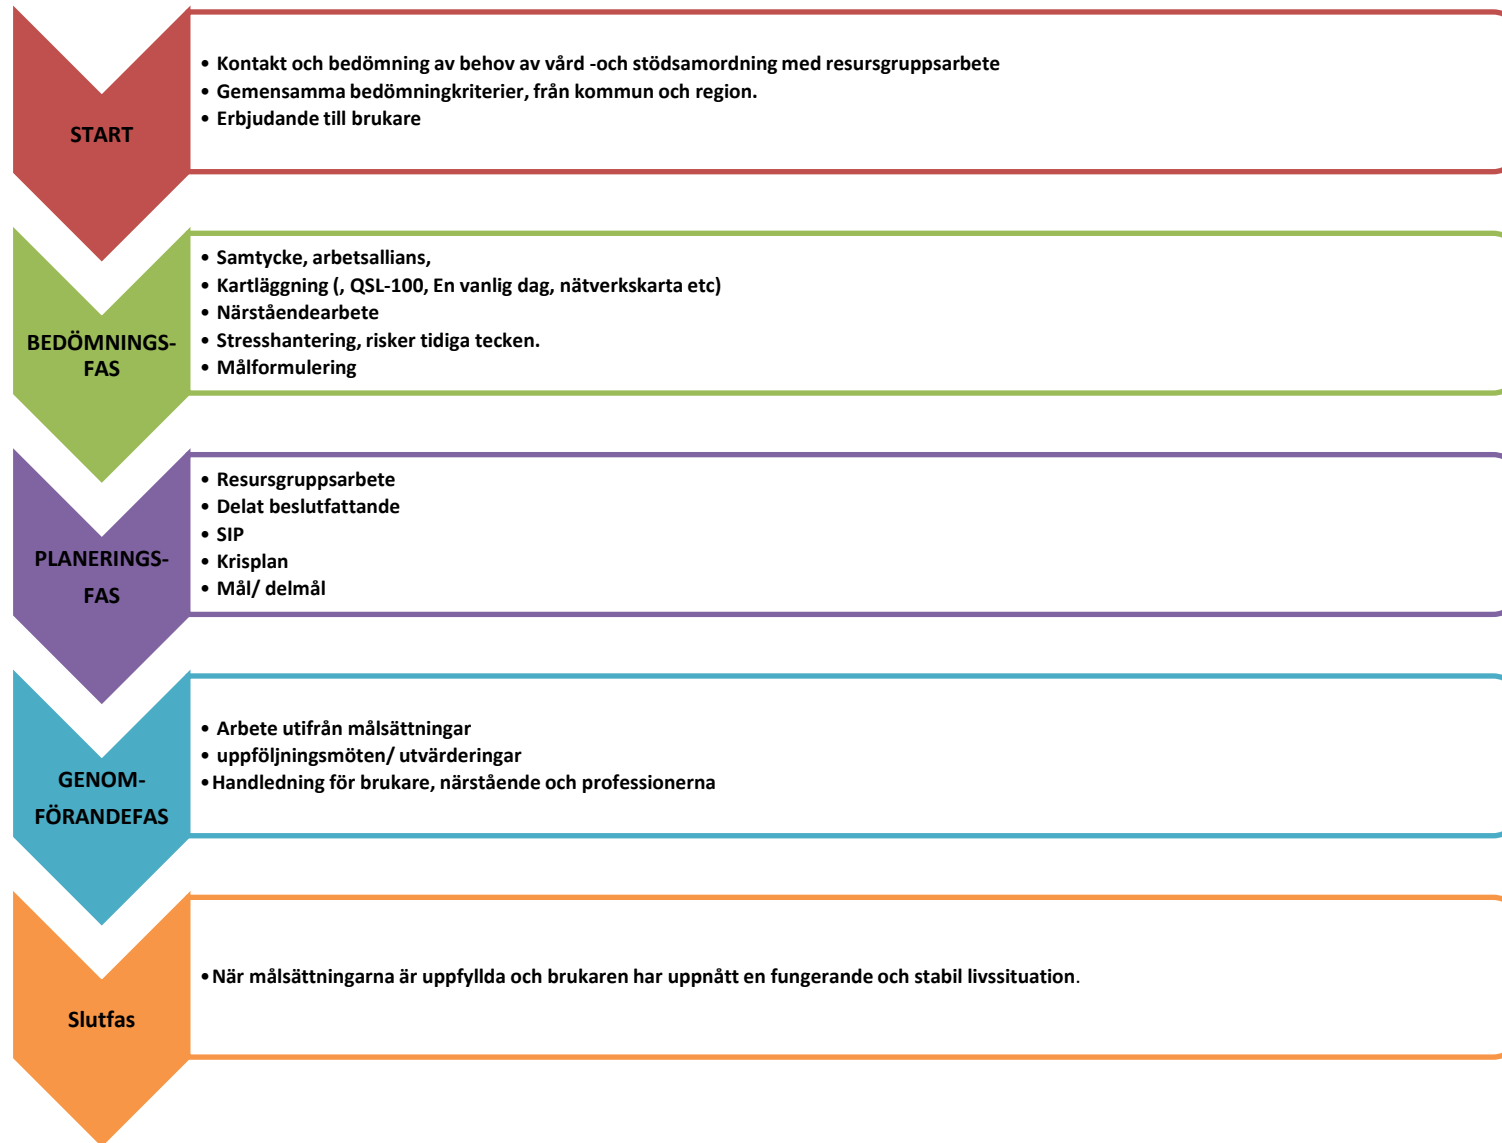 START
• Kontakt och bedömning av behov av vård -och stödsamordning med resursgruppsarbete
• Gemensamma bedömningkriterier, från kommun och region.
• Erbjudande till brukare
BEDÖMNINGS-
FAS
• Samtycke, arbetsallians,
• Kartläggning (, QSL-100, En vanlig dag, nätverkskarta etc)
• Närståendearbete
• Stresshantering, risker tidiga tecken.
• Målformulering
PLANERINGS-
FAS
• Resursgruppsarbete
• Delat beslutfattande
• SIP
• Krisplan
• Mål/ delmål
GENOM-
FÖRANDEFAS
• Arbete utifrån målsättningar
• uppföljningsmöten/ utvärderingar
• Handledning för brukare, närstående och professionerna
Slutfas
• När målsättningarna är uppfyllda och brukaren har uppnått en fungerande och stabil livssituation.